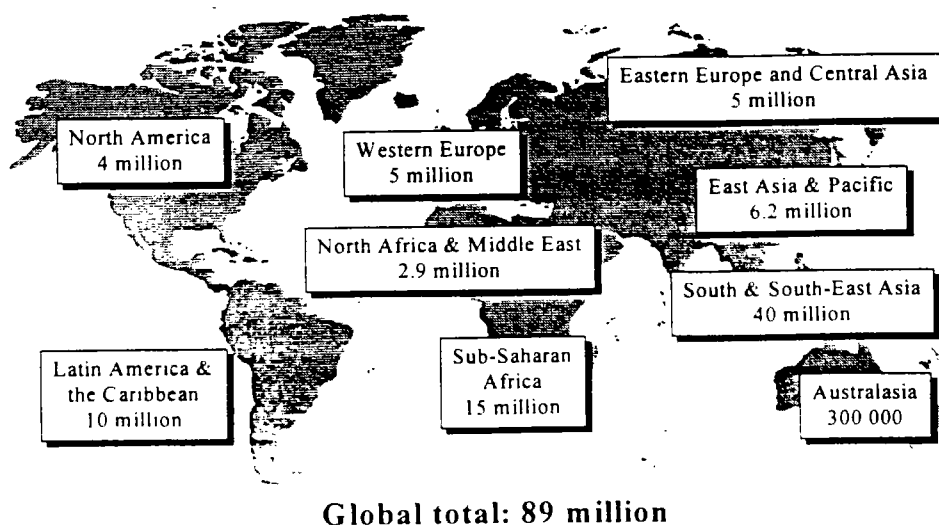 Eastern Europe and Central Asia
5 million
North America
4 million
Western Europe
5 million
East Asia & Pacific
6.2 million
North Africa & Middle East
2.9 million
South & South-East Asia
40 million
Latin America &
the Caribbean
10 million
Sub-Saharan
Africa
15 million
Australasia
300 000
Global total: 89 million